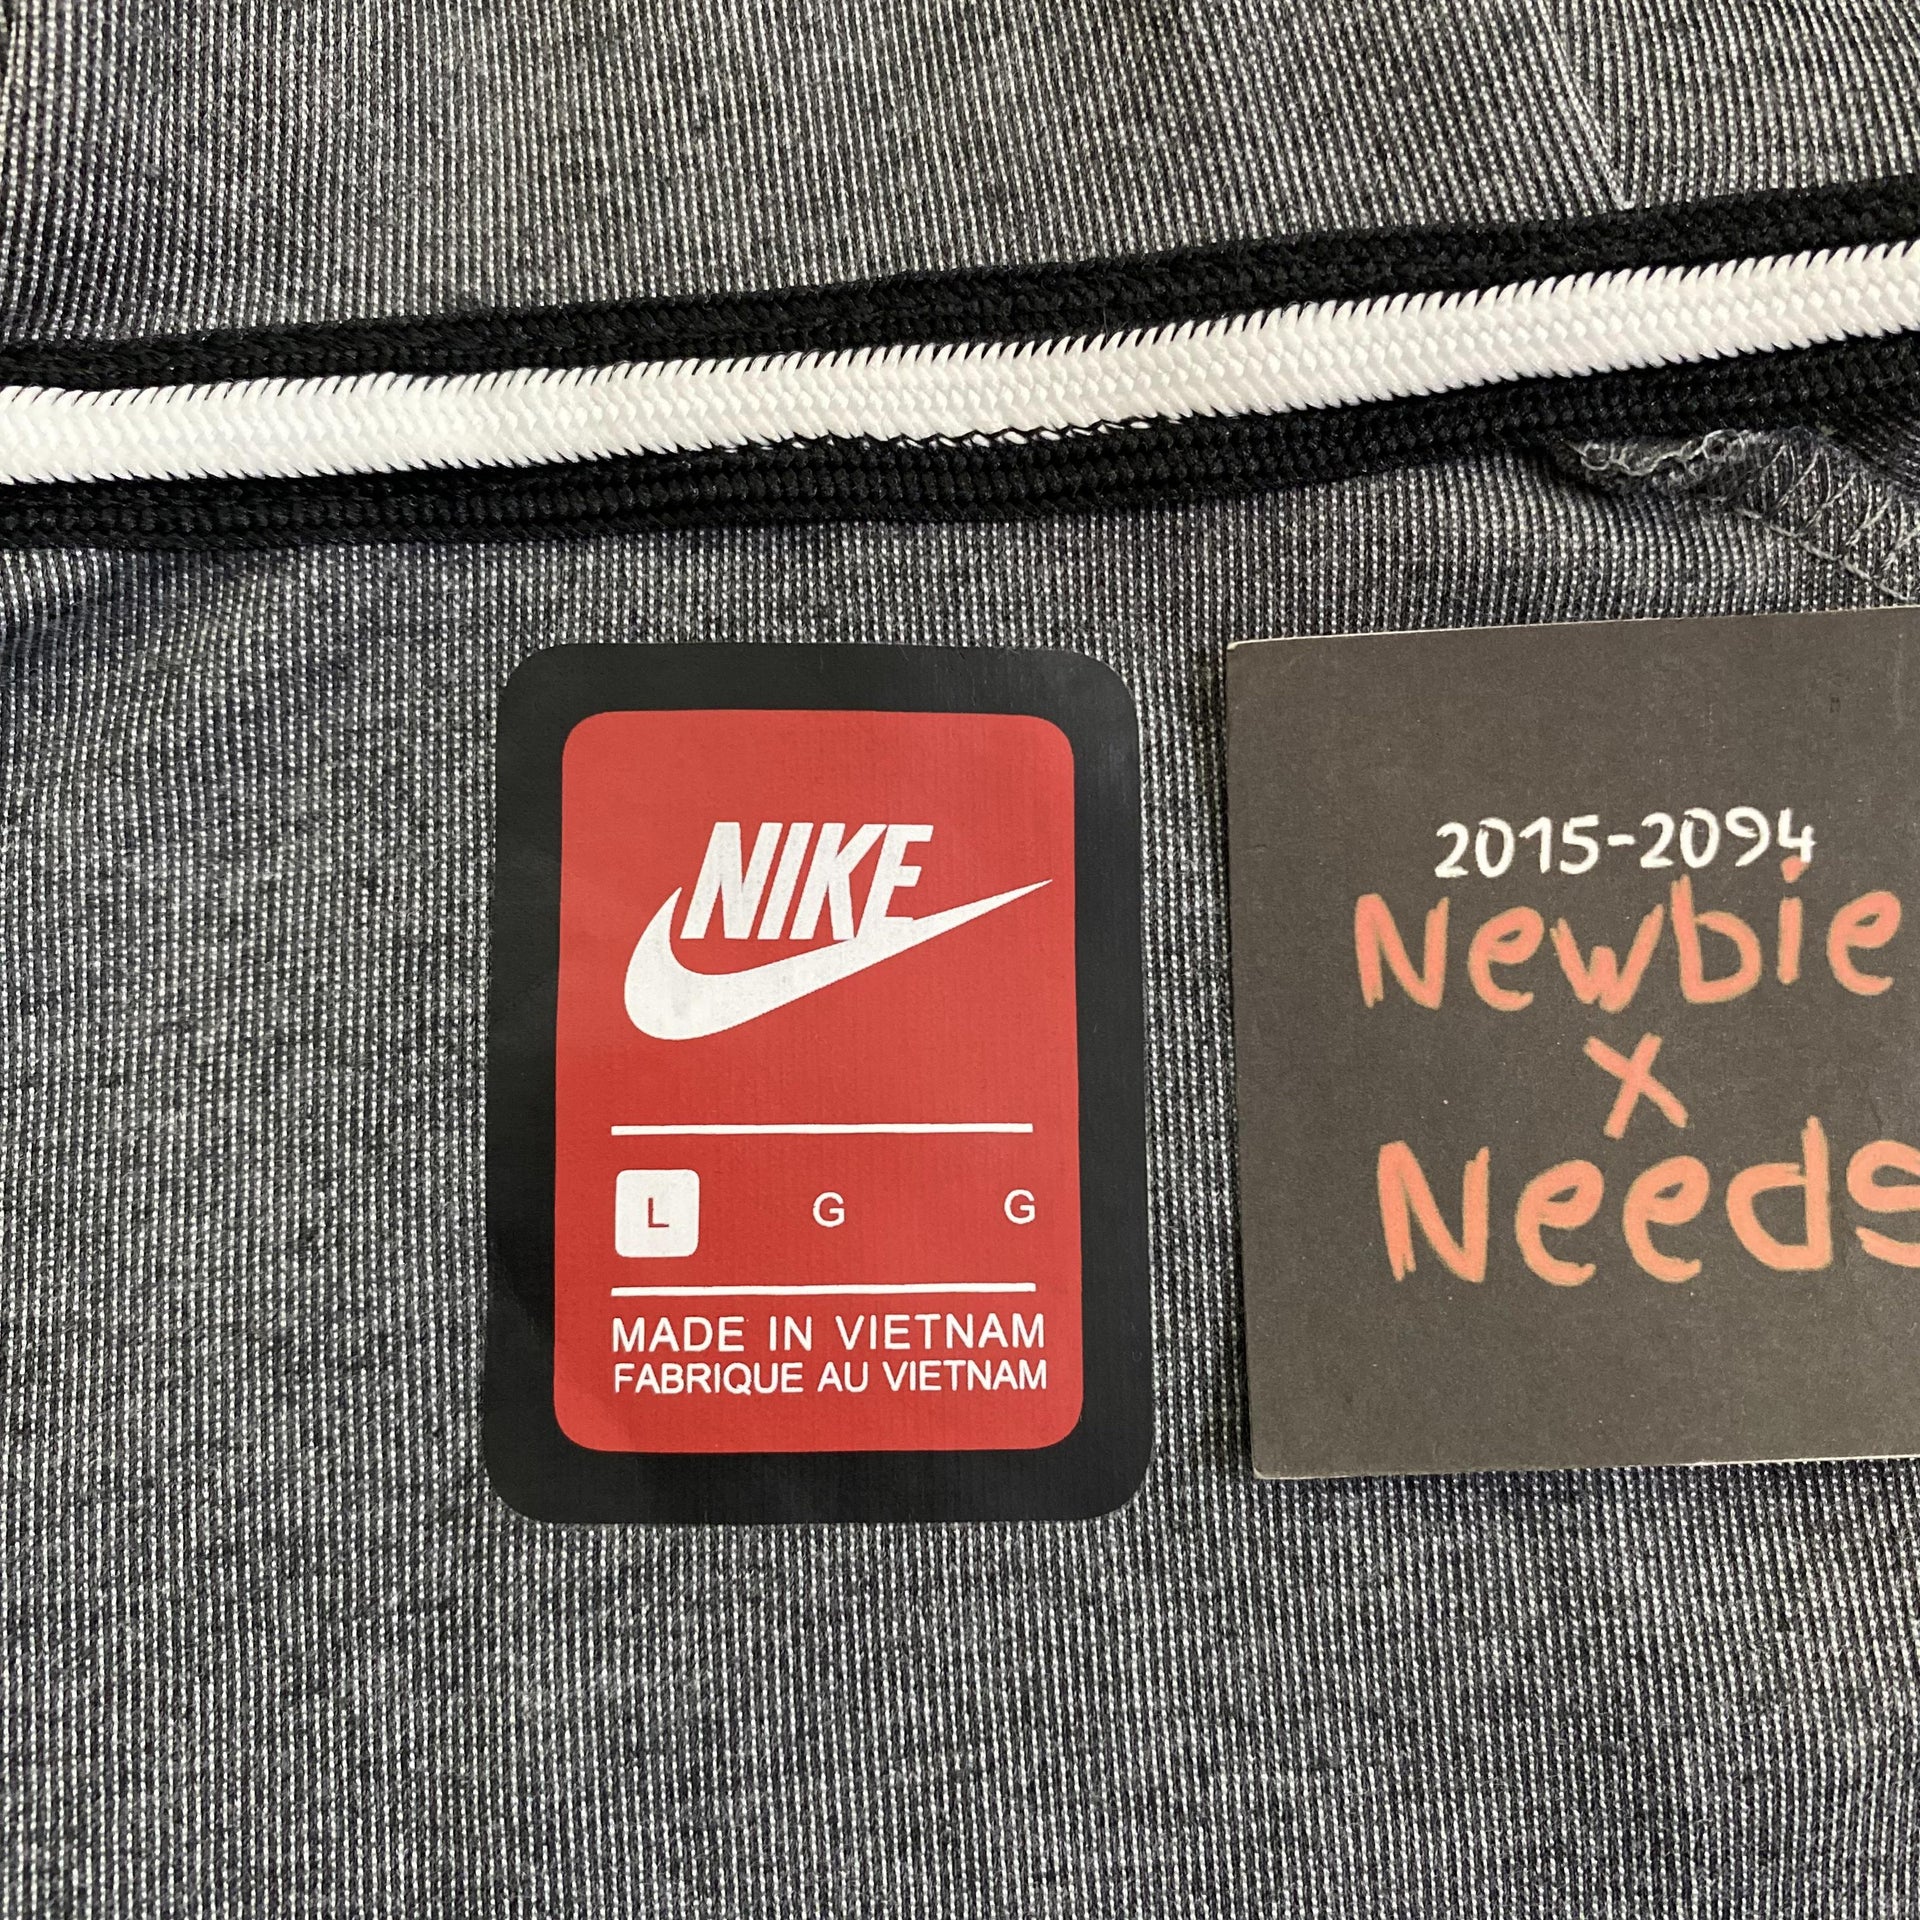 NIKE
L G G
MADE IN VIETNAM
FABRIQUE AU VIETNAM
2015-2094
Newbie
x
Needs